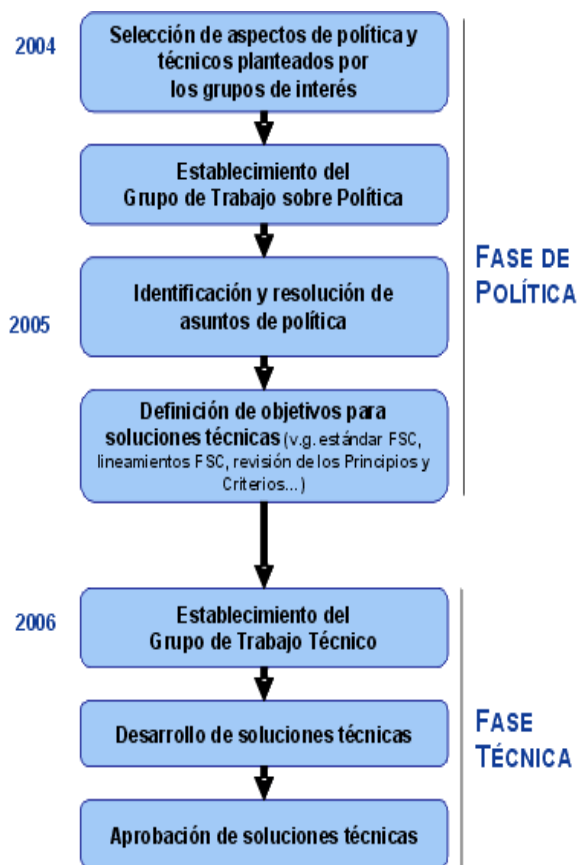 2004
Selección de aspectos de política y
técnicos planteados por
los grupos de interés
Establecimiento del
Grupo de Trabajo sobre Política
2005
Identificación y resolución de
asuntos de política
Definición de objetivos para
soluciones técnicas (v.g. estándar FSC,
lineamientos FSC, revisión de los Principios y
Criterios...)
FASE DE
POLÍTICA
2006
Establecimiento del
Grupo de Trabajo Técnico
Desarrollo de soluciones técnicas
Aprobación de soluciones técnicas
FASE
TÉCNICA